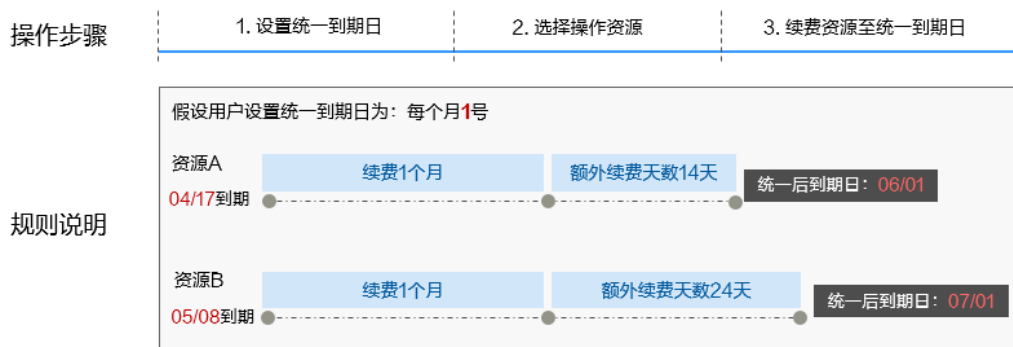 操作步骤
1. 设置统一到期日
2. 选择操作资源
3. 续费资源至统一到期日
规则说明
假设用户设置统一到期日为：每个月1号
资源A
04/17到期
续费1个月
额外续费天数14天
统一后到期日：06/01
资源B
05/08到期
续费1个月
额外续费天数24天
统一后到期日：07/01